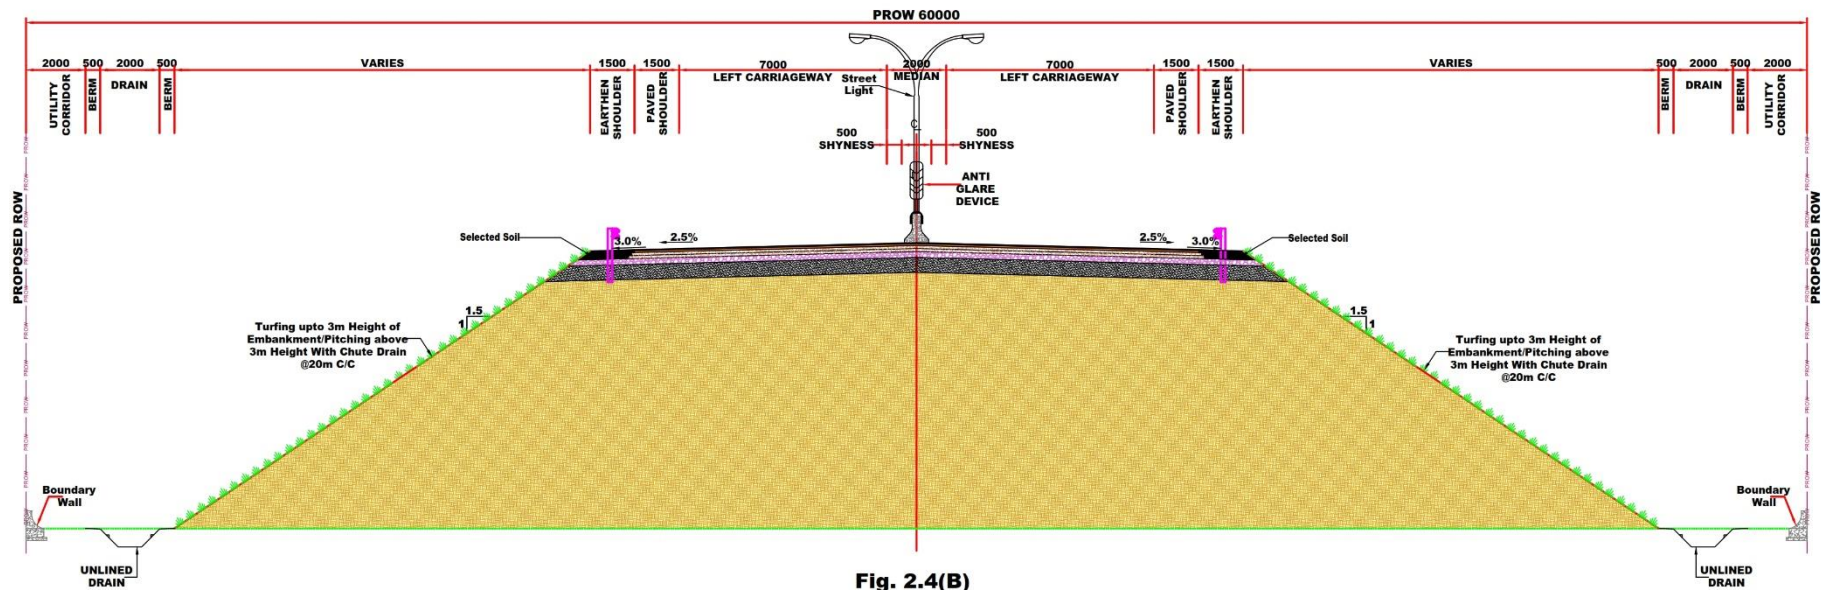 PROW 60000
2000
500
2000
500
VARIES
1500
1500
7000
2000
7000
1500
1500
VARIES
500
2000
500
2000
UTILITY
CORRIDOR
BERM
DRAIN
BERM
EARTHEN
SHOULDER
PAVED
SHOULDER
LEFT CARRIAGEWAY
MEDIAN
LEFT CARRIAGEWAY
PAVED
SHOULDER
EARTHEN
SHOULDER
BERM
DRAIN
BERM
UTILITY
CORRIDOR
Street
Light
500
SHYNESS
500
SHYNESS
ANTI
GLARE
DEVICE
PROPOSED ROW
PROPOSED ROW
PROW
PROW
Selected Soil
3.0%
2.5%
2.5%
3.0%
Selected Soil
1.5
1
1.5
1
Turfing upto 3m Height of
Embankment/Pitching above
3m Height With Chute Drain
@20m C/C
Turfing upto 3m Height of
Embankment/Pitching above
3m Height With Chute Drain
@20m C/C
Boundary
Wall
Boundary
Wall
UNLINED
DRAIN
UNLINED
DRAIN
Fig. 2.4(B)